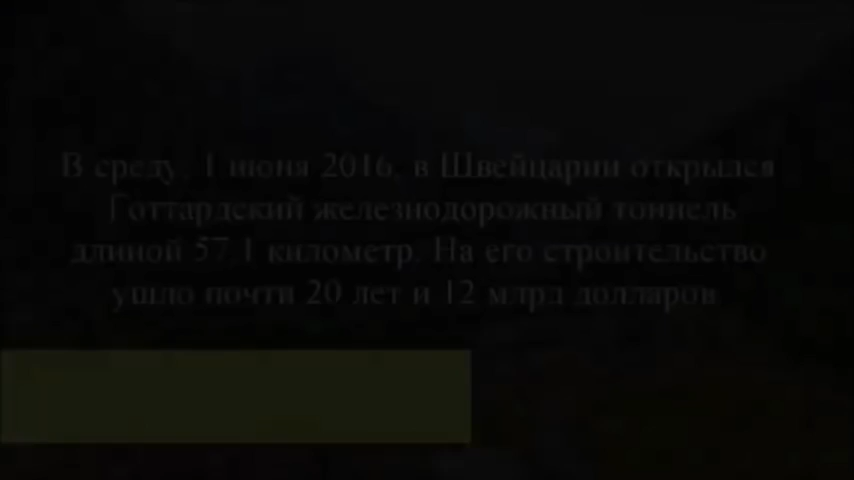 В среду, 1 июня 2016, в Швейцарии открылся
Готтардский железнодорожный тоннель
длиной 57,1 километр. На его строительство
ушло почти 20 лет и 12 млрд долларов